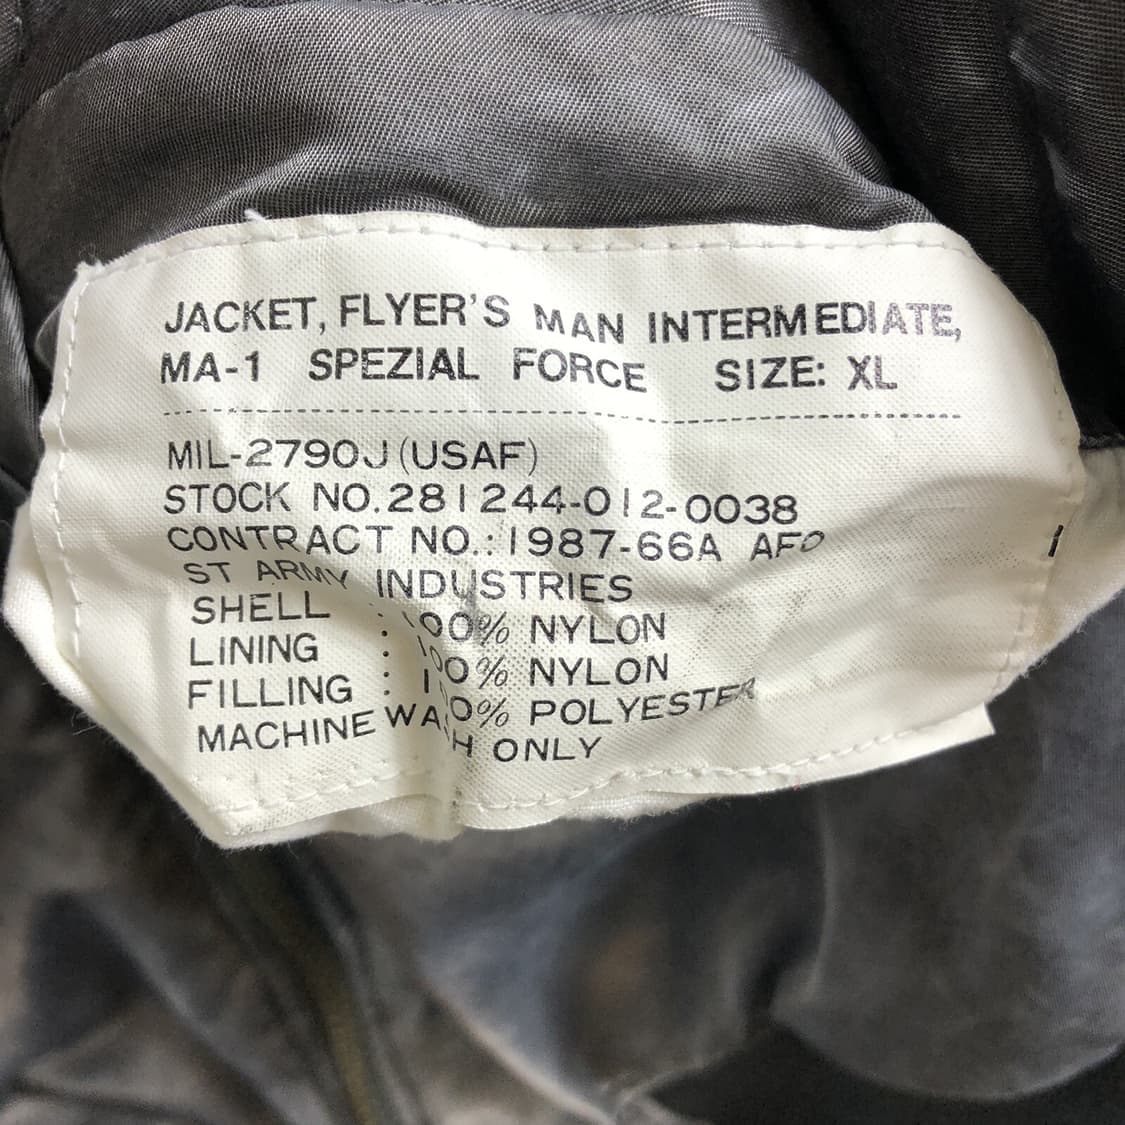 JACKET, FLYER'S MAN INTERMEDIATE,
MA-1 SPEZIAL FORCE SIZE: XL
MIL-2790J (USAF)
STOCK NO.281244-012-0038
CONTRACT NO.:1987-66A
ST ARMY INDUSTRIES
SHELL : 100% NYLON
LINING : 100% NYLON
FILLING : 100% POLYESTER
MACHINE WASH ONLY